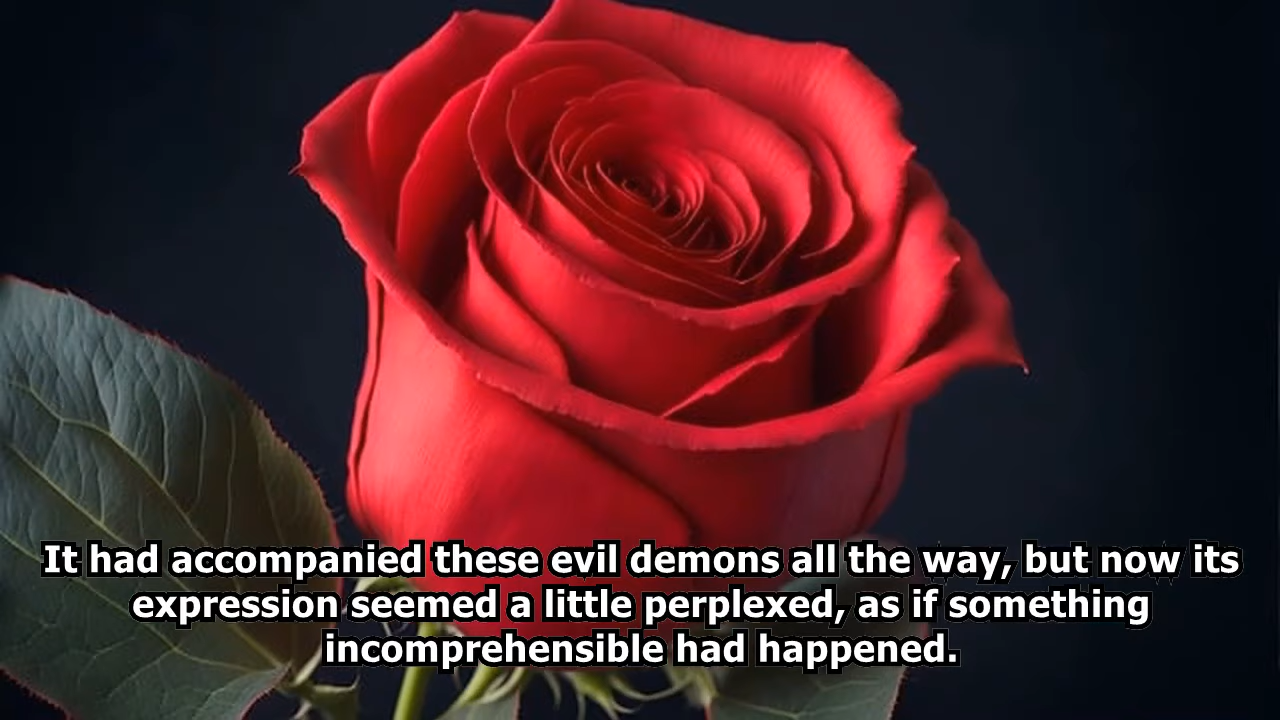 It had accompanied these evil demons all the way, but now its
expression seemed a little perplexed, as if something
incomprehensible had happened.